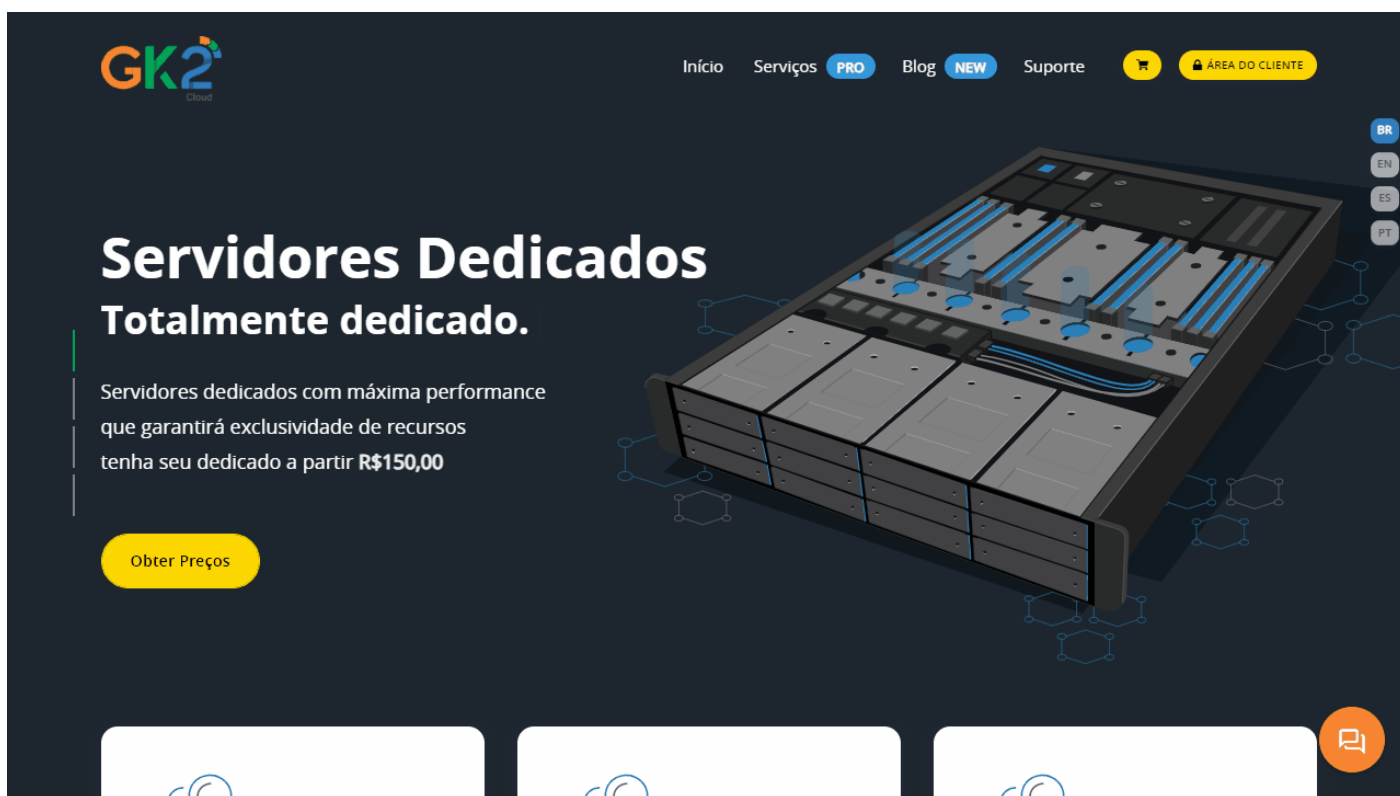 GK2
Cloud
Início
Serviços PRO
Blog NEW
Suporte
ÁREA DO CLIENTE
BR
EN
ES
PT
Servidores Dedicados
Totalmente dedicado.
Servidores dedicados com máxima performance
que garantirá exclusividade de recursos
tenha seu dedicado a partir R$150,00
Obter Preços